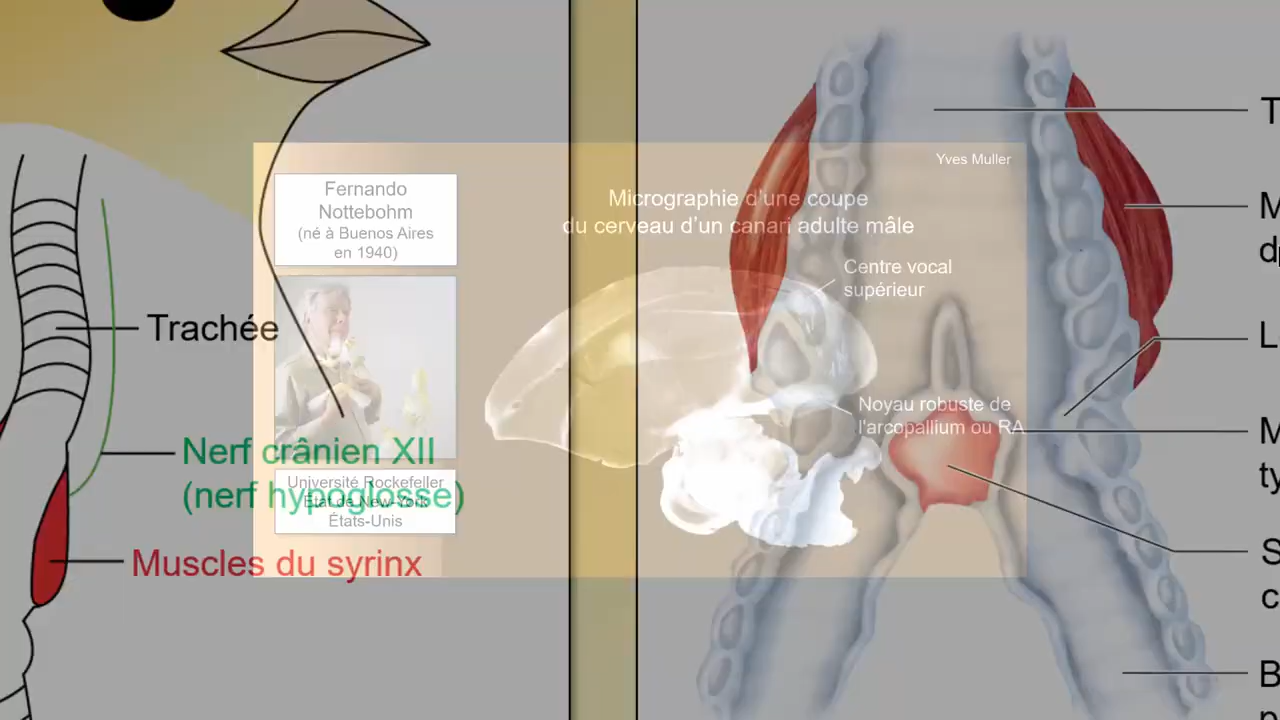 Yves Muller
Fernando
Nottebohm
(né à Buenos Aires
en 1940)
Micrographie d'une coupe
du cerveau d'un canari adulte mâle
Centre vocal
supérieur
Noyau robuste de
l'arcopallium ou RA
Université Rockefeller
État de New-York
États-Unis
Trachée
Nerf crânien XII
(nerf hypoglosse)
Muscles du syrinx
T
M
L
M
ty
S
c
B